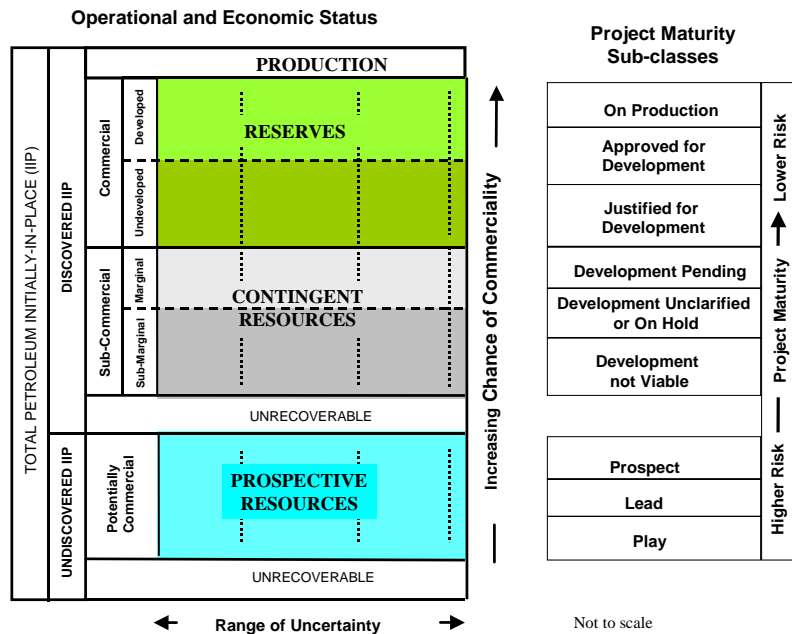 Operational and Economic Status
Project Maturity
Sub-classes
TOTAL PETROLEUM INITIALLY-IN-PLACE (IIP)
DISCOVERED IIP
UNDISCOVERED IIP
Commercial
Sub-Commercial
Potentially
Commercial
Developed
Undeveloped
Marginal
Sub-Marginal
PRODUCTION
RESERVES
CONTINGENT
RESOURCES
UNRECOVERABLE
PROSPECTIVE
RESOURCES
UNRECOVERABLE
Range of Uncertainty
Increasing Chance of Commerciality
On Production
Approved for
Development
Justified for
Development
Development Pending
Development Unclarified
or On Hold
Development
not Viable
Prospect
Lead
Play
Lower Risk
Project Maturity
Higher Risk
Not to scale